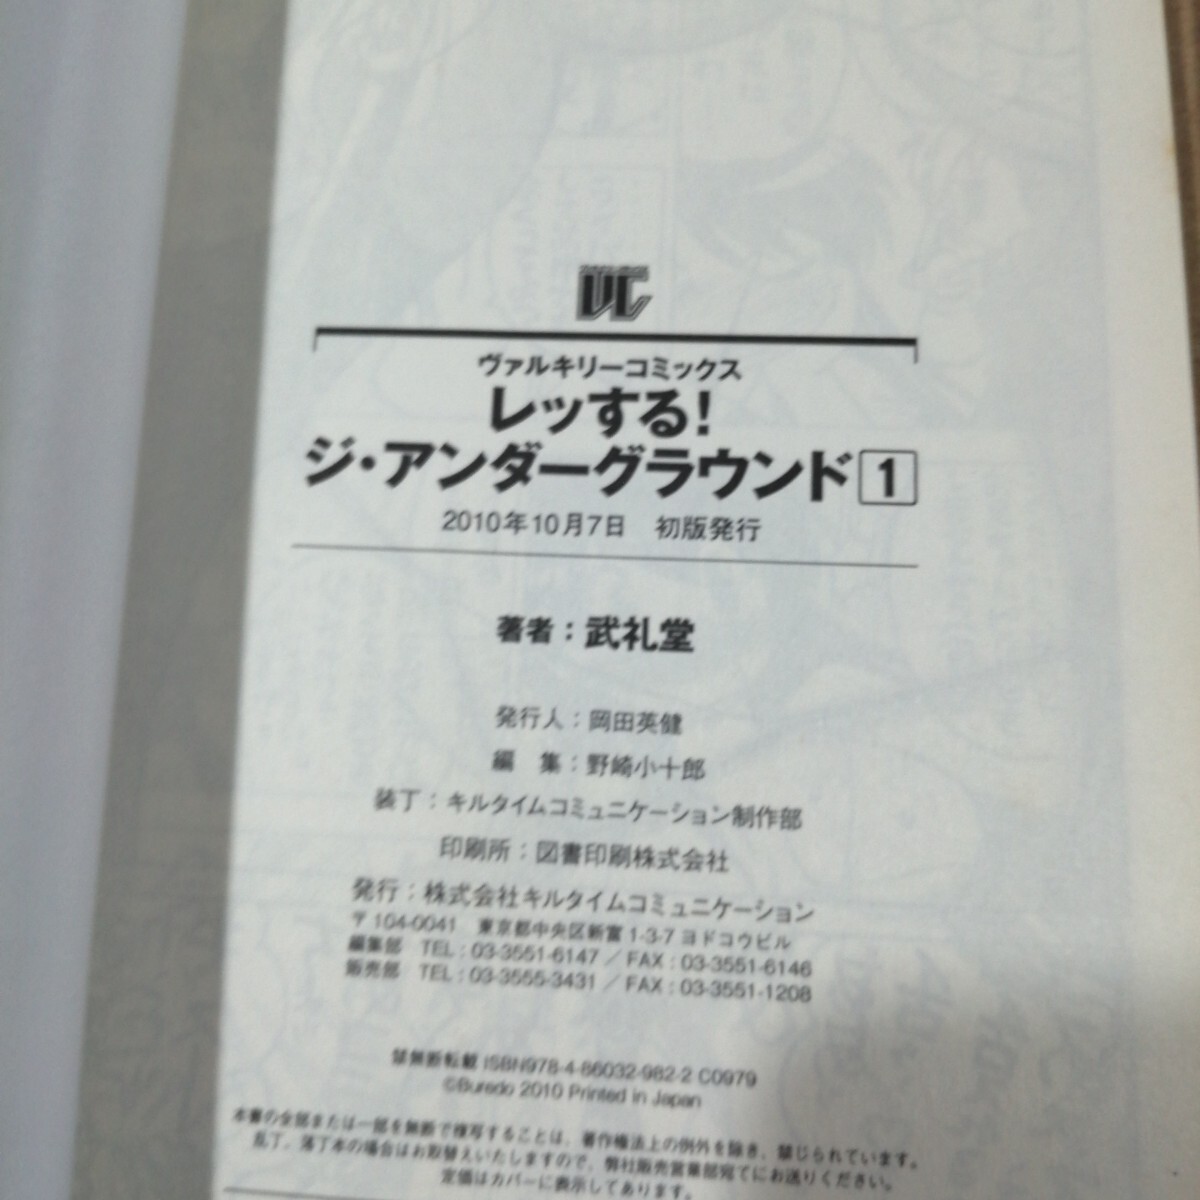 VC
ヴァルキリーコミックス
レッする!
ジ・アンダーグラウンド 1
2010年10月7日 初版発行
著者:武礼堂
発行人:岡田英健
編 集:野崎小十郎
装丁:キルタイムコミュニケーション制作部
印刷所:図書印刷株式会社
発行:株式会社キルタイムコミュニケーション
〒104-0041 東京都中央区新富1-3-7 ヨドコウビル
編集部 TEL:03-3551-6147/FAX:03-3551-6146
販売部 TEL:03-3555-3431/FAX:03-3551-1208
禁無断転載 ISBN978-4-86032-982-2 C0979
©Buredo 2010 Printed in Japan
本書の全部または一部を無断で複写することは、著作権法上の例外を除き、禁じられています。
乱丁、落丁本の場合はお取替えいたしますので、弊社販売営業部宛てにお送りください。
定価はカバーに表示してあります。